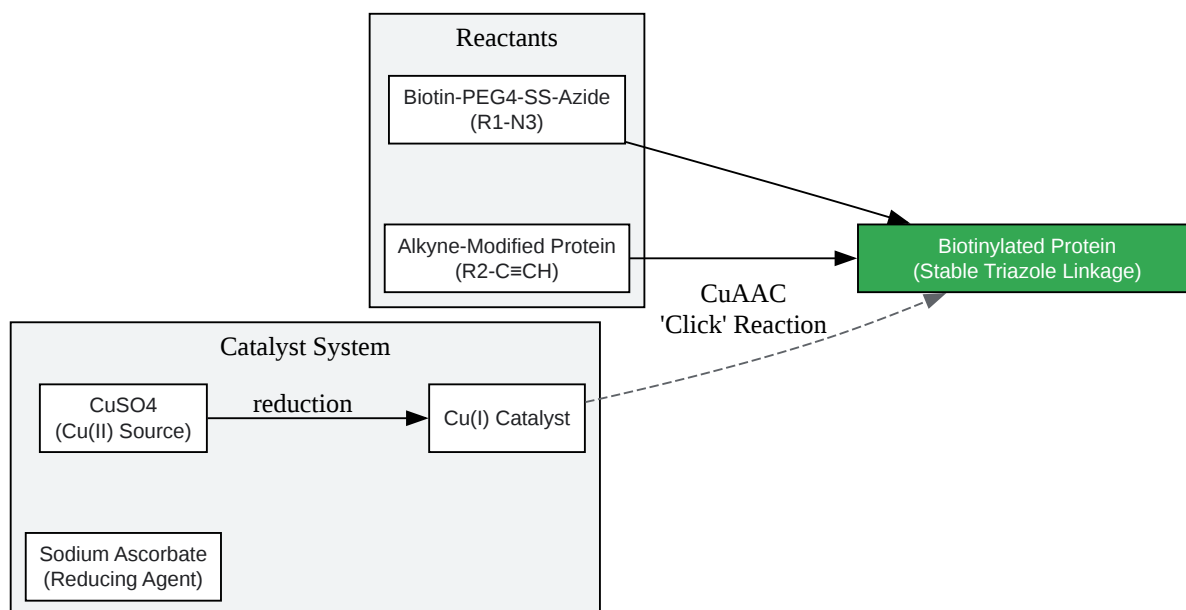 Reactants
Biotin-PEG4-SS-Azide
(R1-N3)
Alkyne-Modified Protein
(R2-C≡CH)
Biotinylated Protein
(Stable Triazole Linkage)
CuAAC
'Click' Reaction
Catalyst System
CuSO4
(Cu(II) Source)
reduction
Cu(I) Catalyst
Sodium Ascorbate
(Reducing Agent)